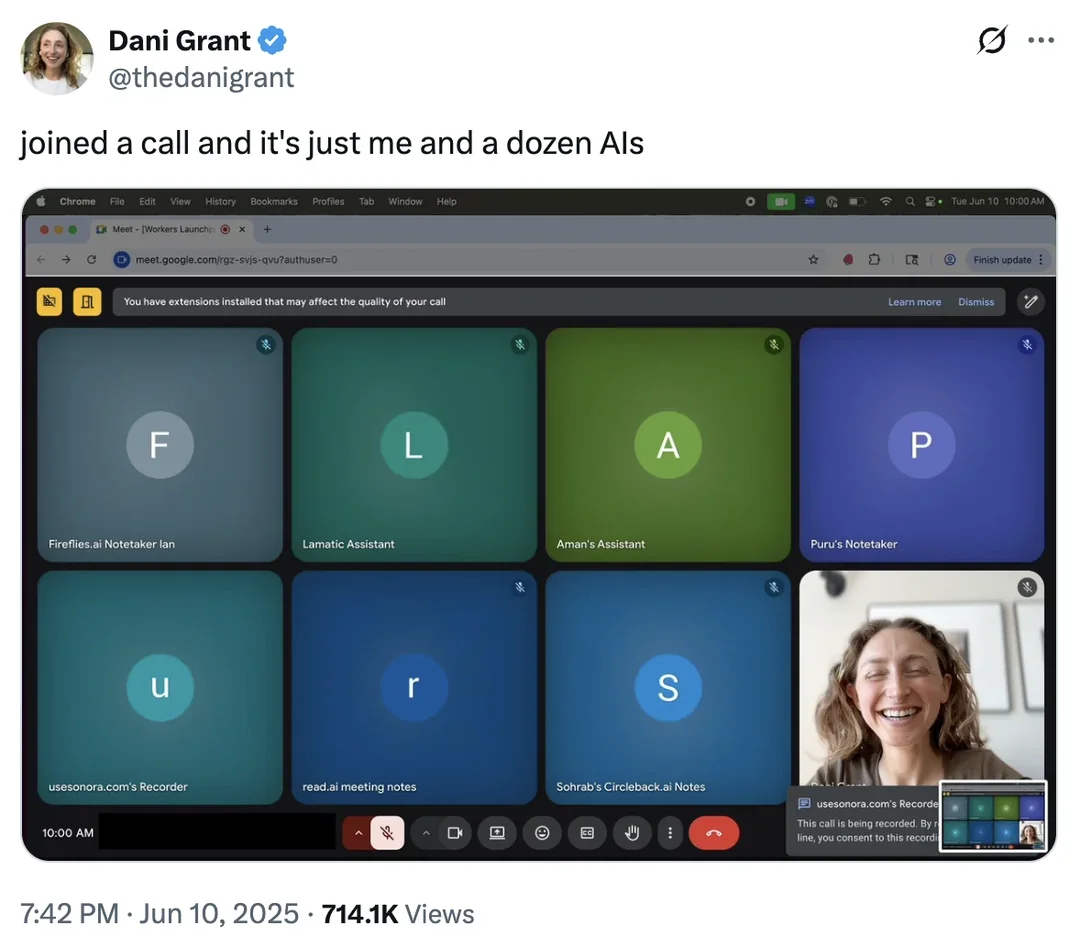 Dani Grant
@thedanigrant
joined a call and it's just me and a dozen AIs
Chrome File Edit View History Bookmarks Profiles Tab Window Help
Tue Jun 10 10:00 AM
Meet - [Workers Launchp
meet.google.com/rgz-svjs-qvu?authuser=0
Finish update
You have extensions installed that may affect the quality of your call
Learn more Dismiss
F
L
A
P
Fireflies.ai Notetaker Ian
Lamatic Assistant
Aman's Assistant
Puru's Notetaker
u
r
S
usesonora.com's Recorder
read.ai meeting notes
Sohrab's Circleback.ai Notes
Dani Grant
usesonora.com's Recorde
This call is being recorded. By r
line, you consent to this recordi
10:00 AM
7:42 PM · Jun 10, 2025 · 714.1K Views